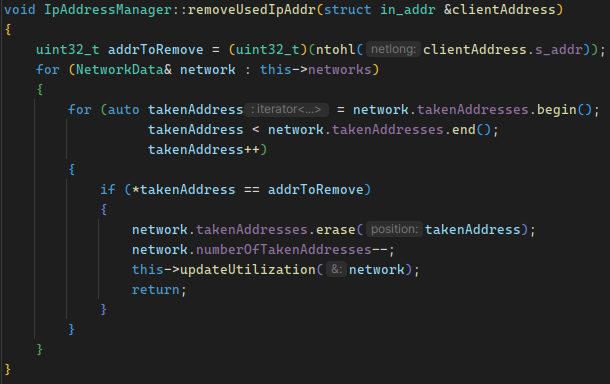 void IpAddressManager::removeUsedIpAddr(struct in_addr &clientAddress)
{
    uint32_t addrToRemove = (uint32_t)(ntohl(netlong: clientAddress.s_addr));
    for (NetworkData& network : this->networks)
    {
        for (auto takenAddress : iterator<...> = network.takenAddresses.begin();
                  takenAddress < network.takenAddresses.end();
                  takenAddress++)
        {
            if (*takenAddress == addrToRemove)
            {
                network.takenAddresses.erase(position: takenAddress);
                network.numberOfTakenAddresses--;
                this->updateUtilization(&: network);
                return;
            }
        }
    }
}